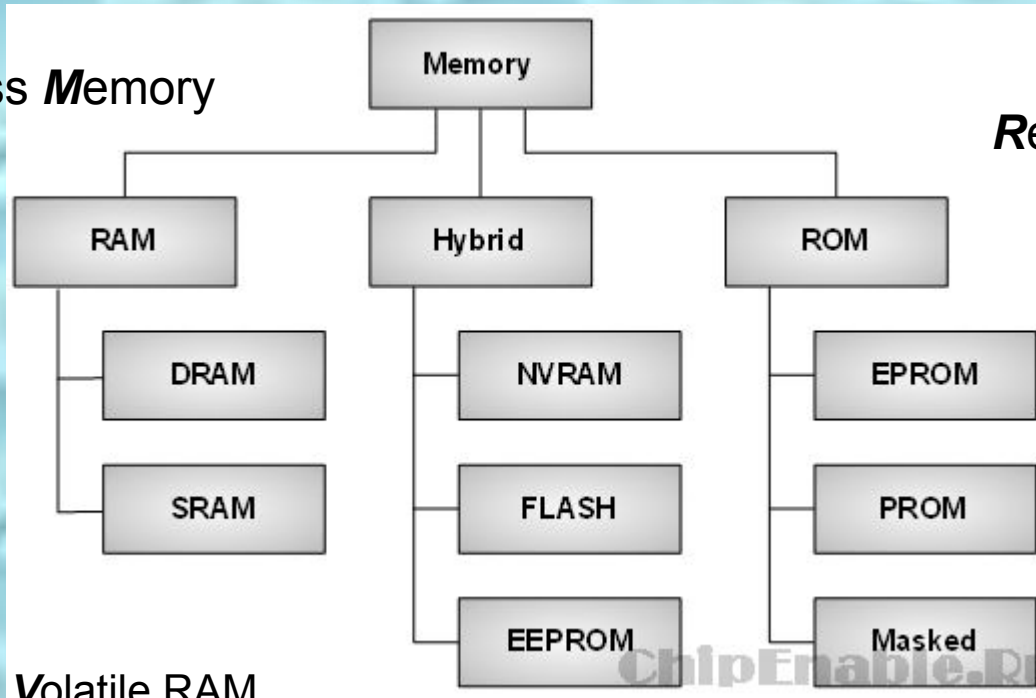 Memory
ss Memory
Re
RAM
Hybrid
ROM
DRAM
NVRAM
EPROM
SRAM
FLASH
PROM
EEPROM
Masked
ChipEnable.Ru
Volatile RAM